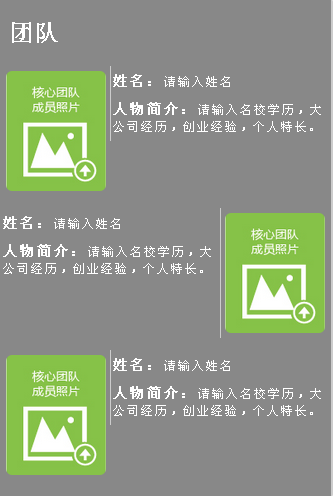 团队
核心团队
成员照片
姓名：请输入姓名
人物简介：请输入名校学历，大
公司经历，创业经验，个人特长。
姓名：请输入姓名
人物简介：请输入名校学历，大
公司经历，创业经验，个人特长。
核心团队
成员照片
核心团队
成员照片
姓名：请输入姓名
人物简介：请输入名校学历，大
公司经历，创业经验，个人特长。